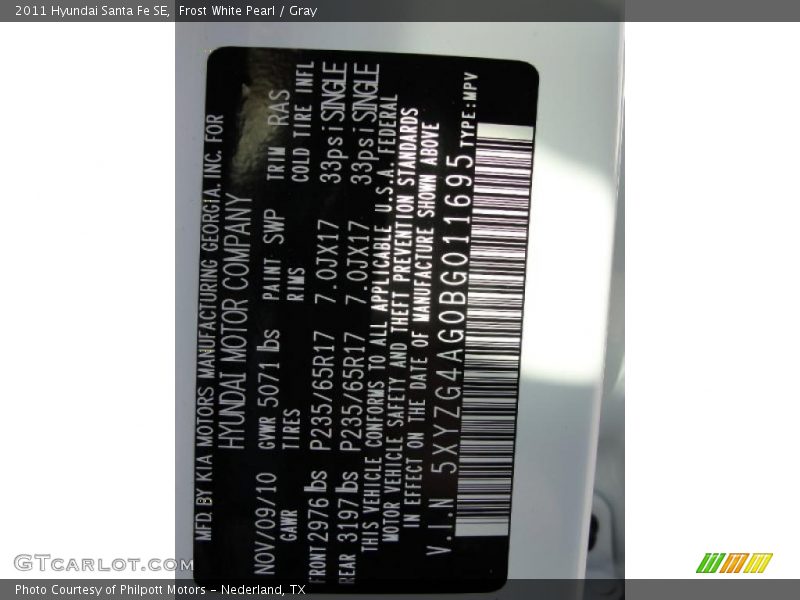 2011 Hyundai Santa Fe SE,  Frost White Pearl / Gray
MFD.BY KIA MOTORS MANUFACTURING GEORGIA. INC. FOR
HYUNDAI MOTOR COMPANY
NOV/09/10 GVWR 5071 lbs PAINT SWP TRIM RAS
GAWR TIRES RIMS COLD TIRE INFL
FRONT 2976 lbs P235/65R17 7.0JX17 33psi SINGLE
REAR 3197 lbs P235/65R17 7.0JX17 33psi SINGLE
THIS VEHICLE CONFORMS TO ALL APPLICABLE U.S.A. FEDERAL
MOTOR VEHICLE SAFETY AND THEFT PREVENTION STANDARDS
IN EFFECT ON THE DATE OF MANUFACTURE SHOWN ABOVE
V.I.N 5XYZG4AG0BG011695 TYPE:MPV
GTCARLOT.COM
Photo Courtesy of Philpott Motors - Nederland, TX